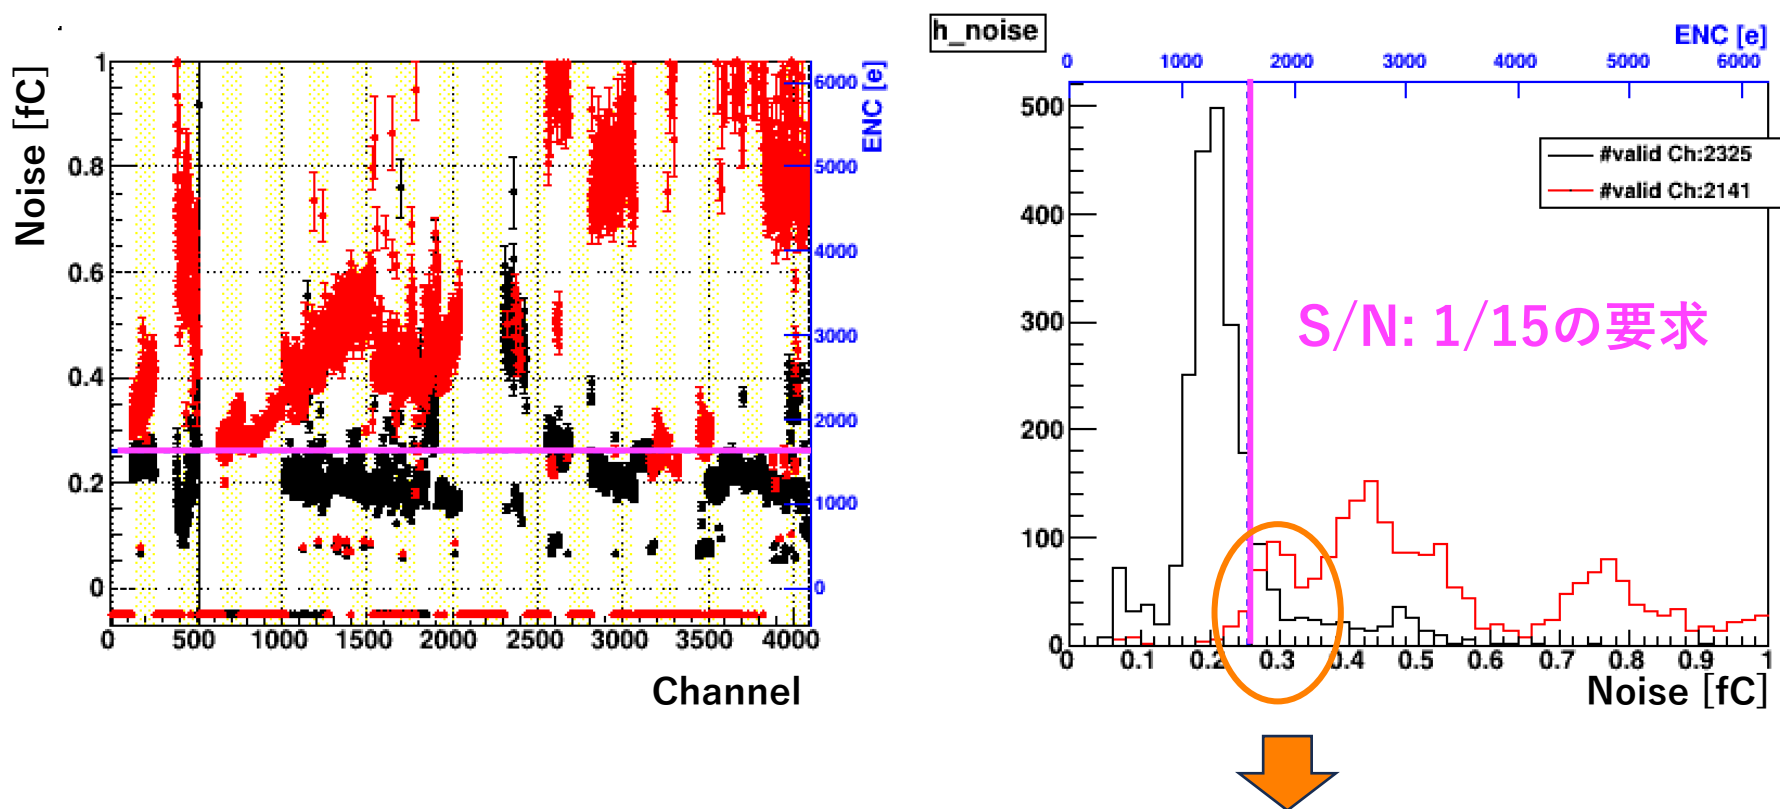 Noise [fC]
1
0.8
0.6
0.4
0.2
0
0 500 1000 1500 2000 2500 3000 3500 4000
Channel
ENC [e]
6000
5000
4000
3000
2000
1000
0
h_noise
ENC [e]
0 1000 2000 3000 4000 5000 6000
500
400
300
200
100
0
#valid Ch:2325
#valid Ch:2141
S/N: 1/15の要求
0 0.1 0.2 0.3 0.4 0.5 0.6 0.7 0.8 0.9 1
Noise [fC]